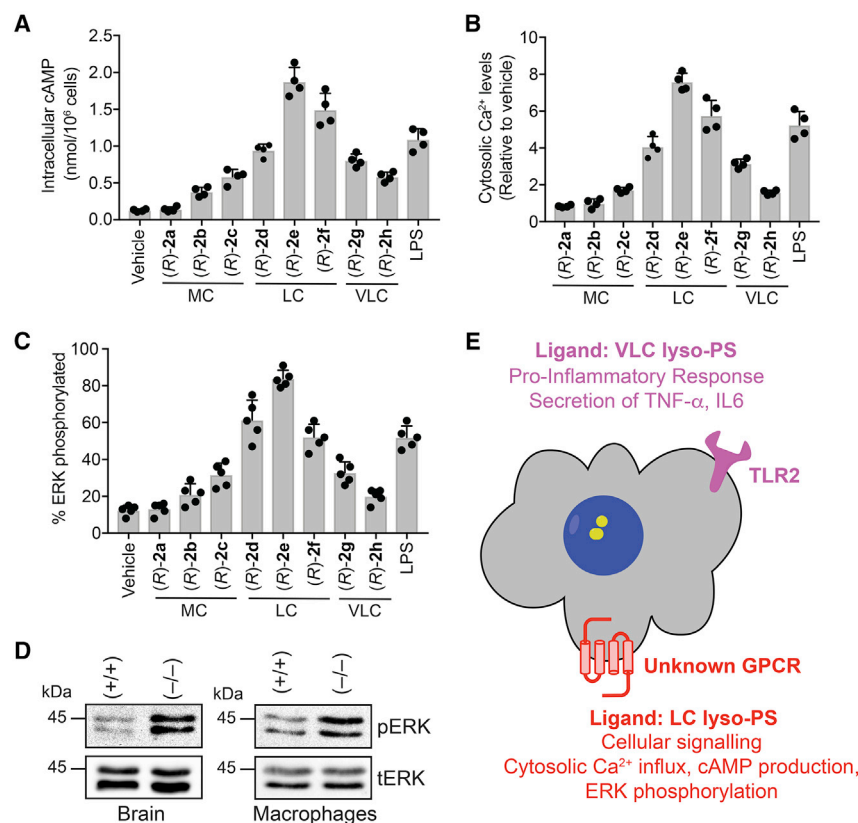 A
Intracellular cAMP
(nmol/10⁶ cells)
2.5
2.0
1.5
1.0
0.5
0.0
Vehicle
(R)-2a
(R)-2b
(R)-2c
(R)-2d
(R)-2e
(R)-2f
(R)-2g
(R)-2h
LPS
MC
LC
VLC
B
Cytosolic Ca²⁺ levels
(Relative to vehicle)
10
8
6
4
2
0
(R)-2a
(R)-2b
(R)-2c
(R)-2d
(R)-2e
(R)-2f
(R)-2g
(R)-2h
LPS
MC
LC
VLC
C
% ERK phosphorylated
100
80
60
40
20
0
Vehicle
(R)-2a
(R)-2b
(R)-2c
(R)-2d
(R)-2e
(R)-2f
(R)-2g
(R)-2h
LPS
MC
LC
VLC
D
kDa
(+/+)
(−/−)
45
45
Brain
kDa
(+/+)
(−/−)
45
pERK
45
tERK
Macrophages
E
Ligand: VLC lyso-PS
Pro-Inflammatory Response
Secretion of TNF-α, IL6
TLR2
Unknown GPCR
Ligand: LC lyso-PS
Cellular signalling
Cytosolic Ca²⁺ influx, cAMP production,
ERK phosphorylation